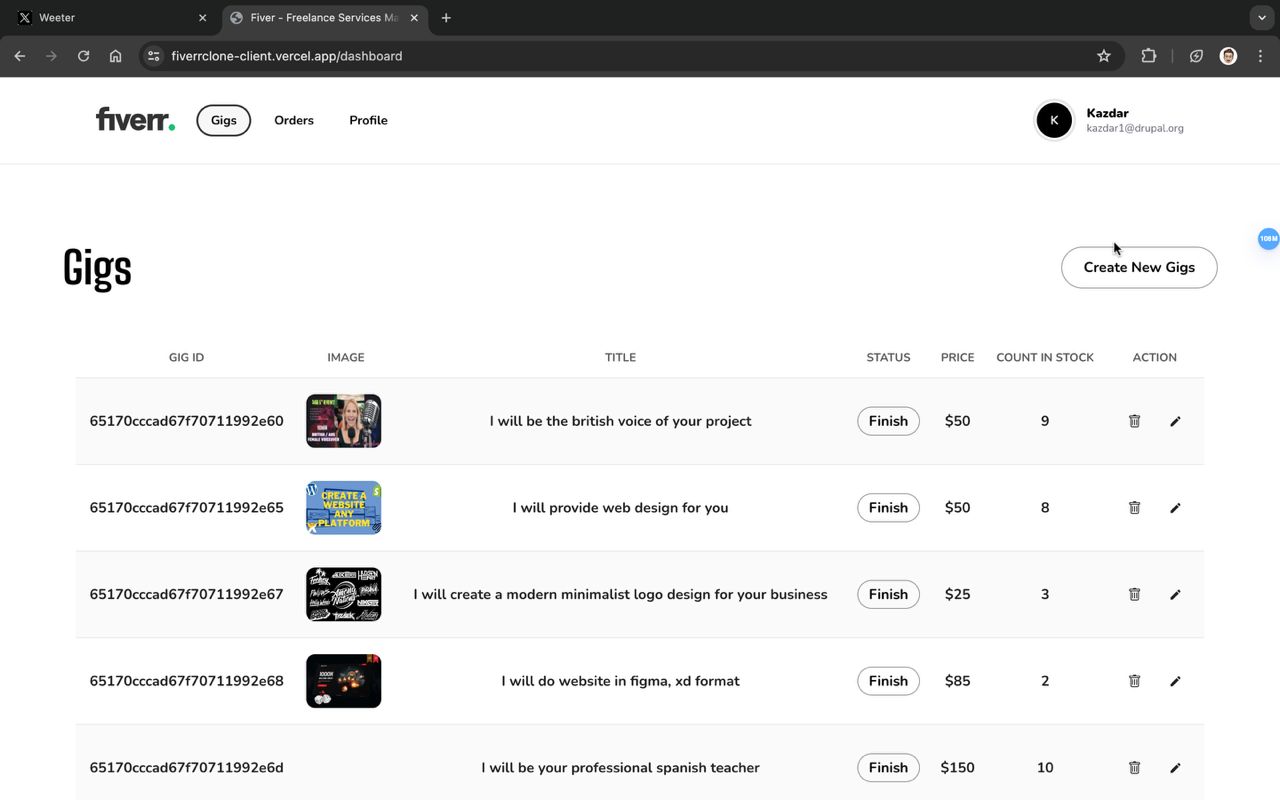 Weeter
Fiver - Freelance Services Ma
fiverrclone-client.vercel.app/dashboard
fiverr.
Gigs
Orders
Profile
K
Kazdar
kazdar1@drupal.org
108M
Gigs
Create New Gigs
GIG ID IMAGE TITLE STATUS PRICE COUNT IN STOCK ACTION
65170cccad67f70711992e60 I will be the british voice of your project Finish $50 9
65170cccad67f70711992e65 CREATE A WEBSITE ANY PLATFORM I will provide web design for you Finish $50 8
65170cccad67f70711992e67 I will create a modern minimalist logo design for your business Finish $25 3
65170cccad67f70711992e68 I will do website in figma, xd format Finish $85 2
65170cccad67f70711992e6d I will be your professional spanish teacher Finish $150 10